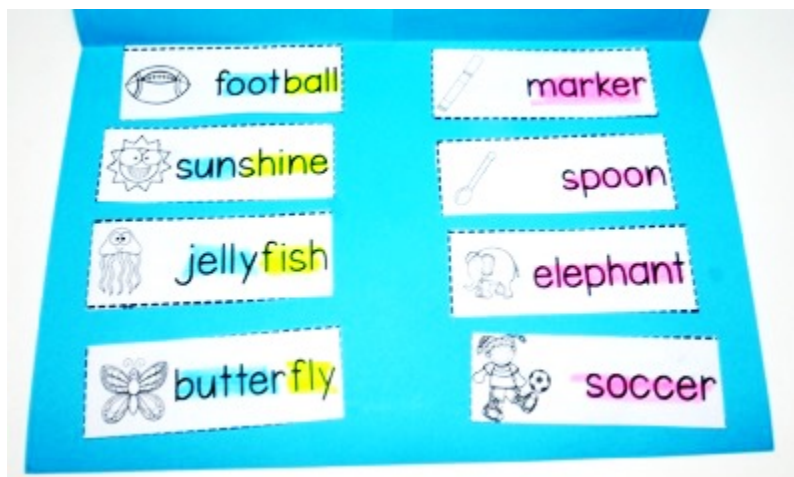 football
sunshine
jellyfish
butterfly
marker
spoon
elephant
soccer